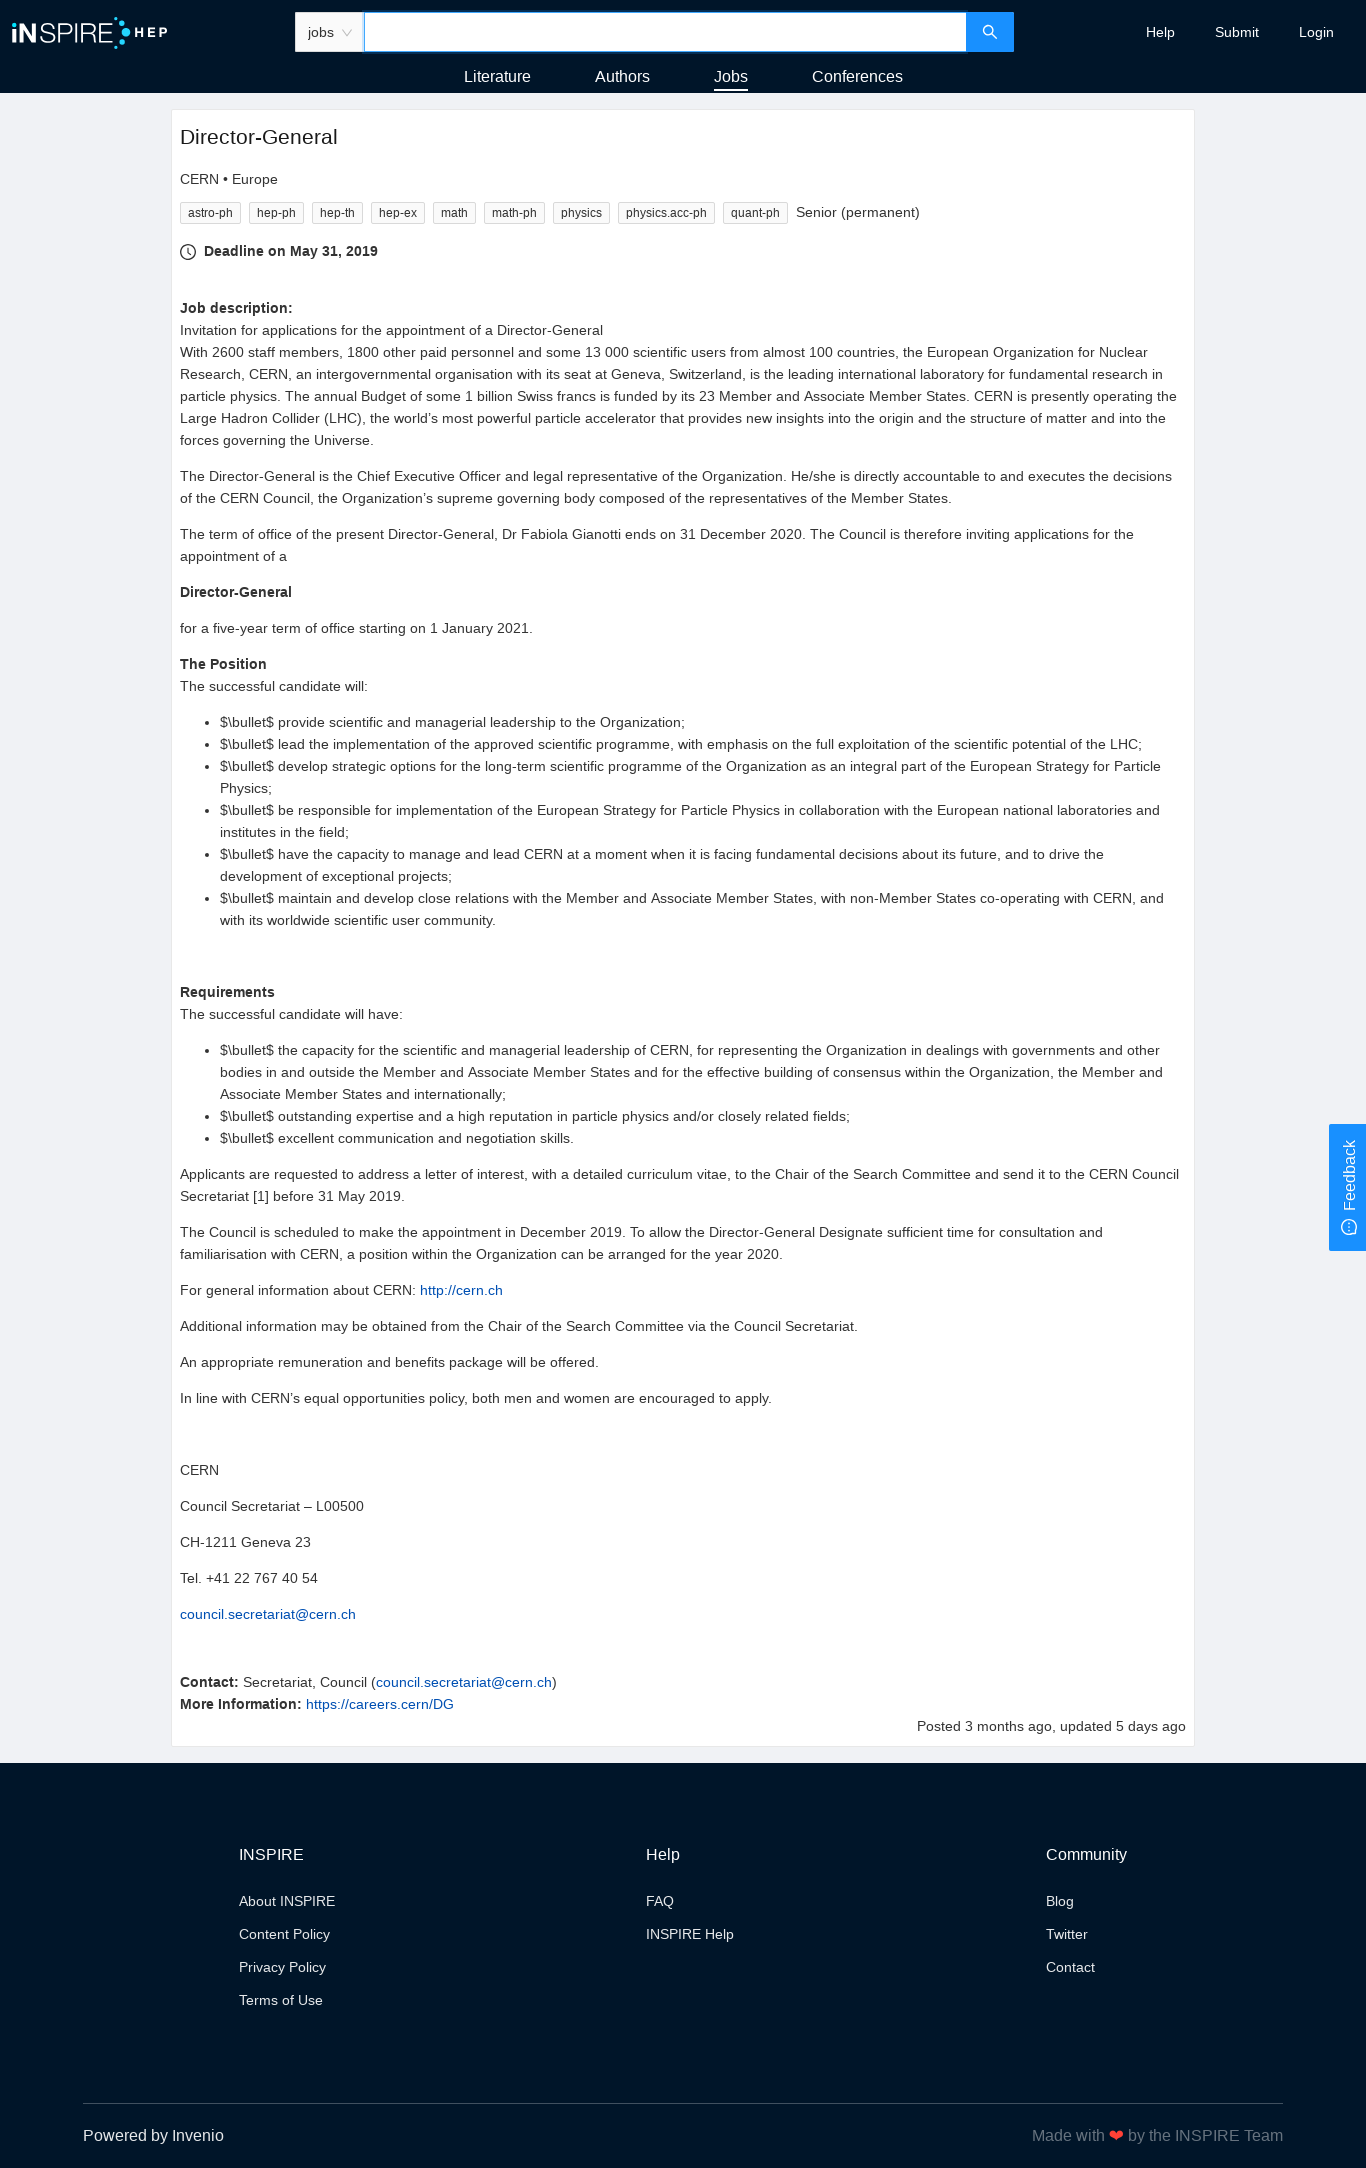 iNSPIRE HEP
jobs
Help
Submit
Login
Literature
Authors
Jobs
Conferences
Director-General
CERN • Europe
astro-ph hep-ph hep-th hep-ex math math-ph physics physics.acc-ph quant-ph Senior (permanent)
Deadline on May 31, 2019
Job description:
Invitation for applications for the appointment of a Director-General
With 2600 staff members, 1800 other paid personnel and some 13 000 scientific users from almost 100 countries, the European Organization for Nuclear
Research, CERN, an intergovernmental organisation with its seat at Geneva, Switzerland, is the leading international laboratory for fundamental research in
particle physics. The annual Budget of some 1 billion Swiss francs is funded by its 23 Member and Associate Member States. CERN is presently operating the
Large Hadron Collider (LHC), the world’s most powerful particle accelerator that provides new insights into the origin and the structure of matter and into the
forces governing the Universe.
The Director-General is the Chief Executive Officer and legal representative of the Organization. He/she is directly accountable to and executes the decisions
of the CERN Council, the Organization’s supreme governing body composed of the representatives of the Member States.
The term of office of the present Director-General, Dr Fabiola Gianotti ends on 31 December 2020. The Council is therefore inviting applications for the
appointment of a
Director-General
for a five-year term of office starting on 1 January 2021.
The Position
The successful candidate will:
• $\bullet$ provide scientific and managerial leadership to the Organization;
• $\bullet$ lead the implementation of the approved scientific programme, with emphasis on the full exploitation of the scientific potential of the LHC;
• $\bullet$ develop strategic options for the long-term scientific programme of the Organization as an integral part of the European Strategy for Particle
Physics;
• $\bullet$ be responsible for implementation of the European Strategy for Particle Physics in collaboration with the European national laboratories and
institutes in the field;
• $\bullet$ have the capacity to manage and lead CERN at a moment when it is facing fundamental decisions about its future, and to drive the
development of exceptional projects;
• $\bullet$ maintain and develop close relations with the Member and Associate Member States, with non-Member States co-operating with CERN, and
with its worldwide scientific user community.
Requirements
The successful candidate will have:
• $\bullet$ the capacity for the scientific and managerial leadership of CERN, for representing the Organization in dealings with governments and other
bodies in and outside the Member and Associate Member States and for the effective building of consensus within the Organization, the Member and
Associate Member States and internationally;
• $\bullet$ outstanding expertise and a high reputation in particle physics and/or closely related fields;
• $\bullet$ excellent communication and negotiation skills.
Applicants are requested to address a letter of interest, with a detailed curriculum vitae, to the Chair of the Search Committee and send it to the CERN Council
Secretariat [1] before 31 May 2019.
The Council is scheduled to make the appointment in December 2019. To allow the Director-General Designate sufficient time for consultation and
familiarisation with CERN, a position within the Organization can be arranged for the year 2020.
For general information about CERN: http://cern.ch
Additional information may be obtained from the Chair of the Search Committee via the Council Secretariat.
An appropriate remuneration and benefits package will be offered.
In line with CERN’s equal opportunities policy, both men and women are encouraged to apply.
CERN
Council Secretariat – L00500
CH-1211 Geneva 23
Tel. +41 22 767 40 54
council.secretariat@cern.ch
Contact: Secretariat, Council (council.secretariat@cern.ch)
More Information: https://careers.cern/DG
Posted 3 months ago, updated 5 days ago
Feedback
INSPIRE
About INSPIRE
Content Policy
Privacy Policy
Terms of Use
Help
FAQ
INSPIRE Help
Community
Blog
Twitter
Contact
Powered by Invenio
Made with ❤ by the INSPIRE Team